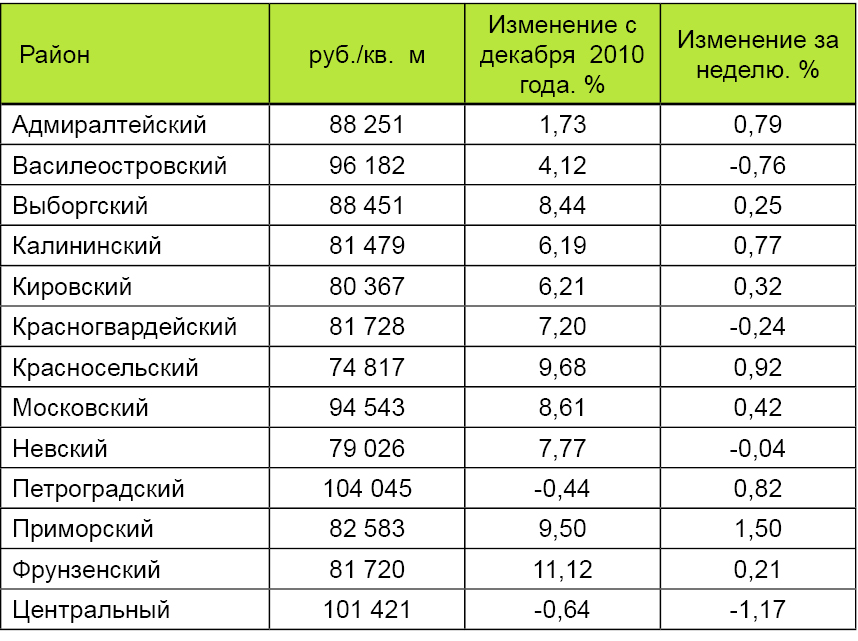 Район руб./кв. м Изменение с декабря 2010 года. % Изменение за неделю. %
Адмиралтейский 88 251 1,73 0,79
Василеостровский 96 182 4,12 -0,76
Выборгский 88 451 8,44 0,25
Калининский 81 479 6,19 0,77
Кировский 80 367 6,21 0,32
Красногвардейский 81 728 7,20 -0,24
Красносельский 74 817 9,68 0,92
Московский 94 543 8,61 0,42
Невский 79 026 7,77 -0,04
Петроградский 104 045 -0,44 0,82
Приморский 82 583 9,50 1,50
Фрунзенский 81 720 11,12 0,21
Центральный 101 421 -0,64 -1,17